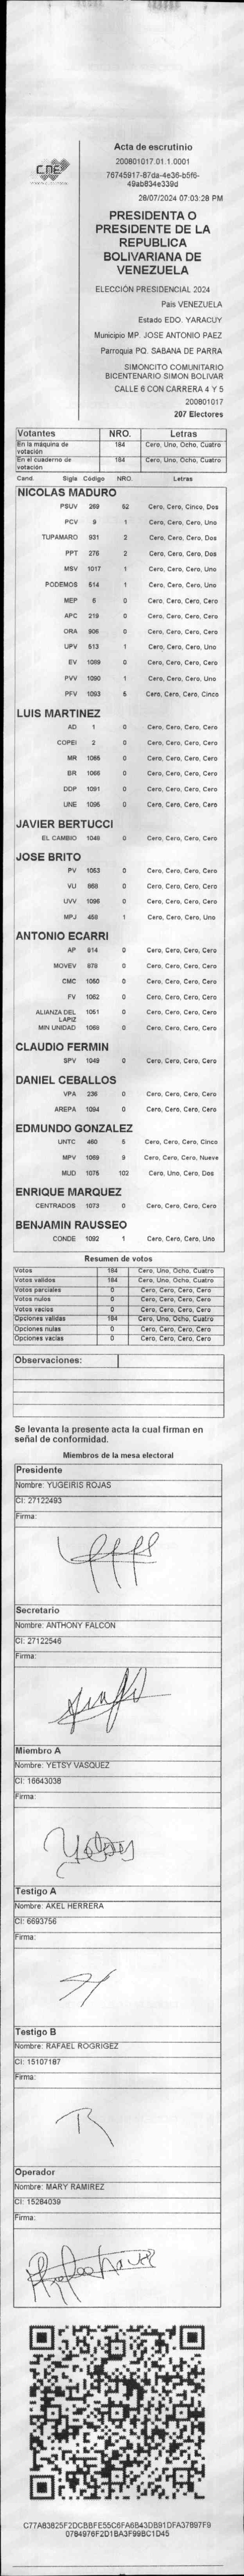 CNE
Acta de escrutinio
200801017.01.1.0001
76745917-87da-4e36-b5f6-
49ab834e339d
28/07/2024 07:03:28 PM
PRESIDENTA O
PRESIDENTE DE LA
REPUBLICA
BOLIVARIANA DE
VENEZUELA
ELECCIÓN PRESIDENCIAL 2024
Pais VENEZUELA
Estado EDO. YARACUY
Municipio MP. JOSE ANTONIO PAEZ
Parroquia PQ. SABANA DE PARRA
SIMONCITO COMUNITARIO
BICENTENARIO SIMON BOLIVAR
CALLE 6 CON CARRERA 4 Y 5
200801017
207 Electores
Votantes NRO. Letras
En la máquina de votación 184 Cero, Uno, Ocho, Cuatro
En el cuaderno de votación 184 Cero, Uno, Ocho, Cuatro
Cand. Sigla Código NRO. Letras
NICOLAS MADURO
PSUV 269 52 Cero, Cero, Cinco, Dos
PCV 9 1 Cero, Cero, Cero, Uno
TUPAMARO 931 2 Cero, Cero, Cero, Dos
PPT 276 2 Cero, Cero, Cero, Dos
MSV 1017 1 Cero, Cero, Cero, Uno
PODEMOS 514 1 Cero, Cero, Cero, Uno
MEP 6 0 Cero, Cero, Cero, Cero
APC 219 0 Cero, Cero, Cero, Cero
ORA 906 0 Cero, Cero, Cero, Cero
UPV 513 1 Cero, Cero, Cero, Uno
EV 1089 0 Cero, Cero, Cero, Cero
PVV 1090 1 Cero, Cero, Cero, Uno
PFV 1093 5 Cero, Cero, Cero, Cinco
LUIS MARTINEZ
AD 1 0 Cero, Cero, Cero, Cero
COPEI 2 0 Cero, Cero, Cero, Cero
MR 1065 0 Cero, Cero, Cero, Cero
BR 1066 0 Cero, Cero, Cero, Cero
DDP 1091 0 Cero, Cero, Cero, Cero
UNE 1095 0 Cero, Cero, Cero, Cero
JAVIER BERTUCCI
EL CAMBIO 1048 0 Cero, Cero, Cero, Cero
JOSE BRITO
PV 1053 0 Cero, Cero, Cero, Cero
VU 868 0 Cero, Cero, Cero, Cero
UVV 1096 0 Cero, Cero, Cero, Cero
MPJ 459 1 Cero, Cero, Cero, Uno
ANTONIO ECARRI
AP 614 0 Cero, Cero, Cero, Cero
MOVEV 879 0 Cero, Cero, Cero, Cero
CMC 1050 0 Cero, Cero, Cero, Cero
FV 1062 0 Cero, Cero, Cero, Cero
ALIANZA DEL LAPIZ 1051 0 Cero, Cero, Cero, Cero
MIN UNIDAD 1068 0 Cero, Cero, Cero, Cero
CLAUDIO FERMIN
SPV 1049 0 Cero, Cero, Cero, Cero
DANIEL CEBALLOS
VPA 236 0 Cero, Cero, Cero, Cero
AREPA 1094 0 Cero, Cero, Cero, Cero
EDMUNDO GONZALEZ
UNTC 460 5 Cero, Cero, Cero, Cinco
MPV 1069 9 Cero, Cero, Cero, Nueve
MUD 1075 102 Cero, Uno, Cero, Dos
ENRIQUE MARQUEZ
CENTRADOS 1073 0 Cero, Cero, Cero, Cero
BENJAMIN RAUSSEO
CONDE 1092 1 Cero, Cero, Cero, Uno
Resumen de votos
Votos 184 Cero, Uno, Ocho, Cuatro
Votos validos 184 Cero, Uno, Ocho, Cuatro
Votos parciales 0 Cero, Cero, Cero, Cero
Votos nulos 0 Cero, Cero, Cero, Cero
Votos vacios 0 Cero, Cero, Cero, Cero
Opciones validas 184 Cero, Uno, Ocho, Cuatro
Opciones nulas 0 Cero, Cero, Cero, Cero
Opciones vacias 0 Cero, Cero, Cero, Cero
Observaciones:
Se levanta la presente acta la cual firman en
señal de conformidad.
Miembros de la mesa electoral
Presidente
Nombre: YUGEIRIS ROJAS
CI: 27122493
Firma:
Secretario
Nombre: ANTHONY FALCON
CI: 27122546
Firma:
Miembro A
Nombre: YETSY VASQUEZ
CI: 16643038
Firma:
Testigo A
Nombre: AKEL HERRERA
CI: 6693756
Firma:
Testigo B
Nombre: RAFAEL ROGRIGEZ
CI: 15107187
Firma:
Operador
Nombre: MARY RAMIREZ
CI: 15284039
Firma:
C77A83825F2DCBBFE55C6FA6B43DB91DFA37897F9
0784976F2D1BA3F99BC1D45